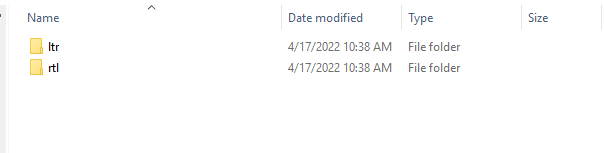 Name Date modified Type Size
ltr 4/17/2022 10:38 AM File folder
rtl 4/17/2022 10:38 AM File folder